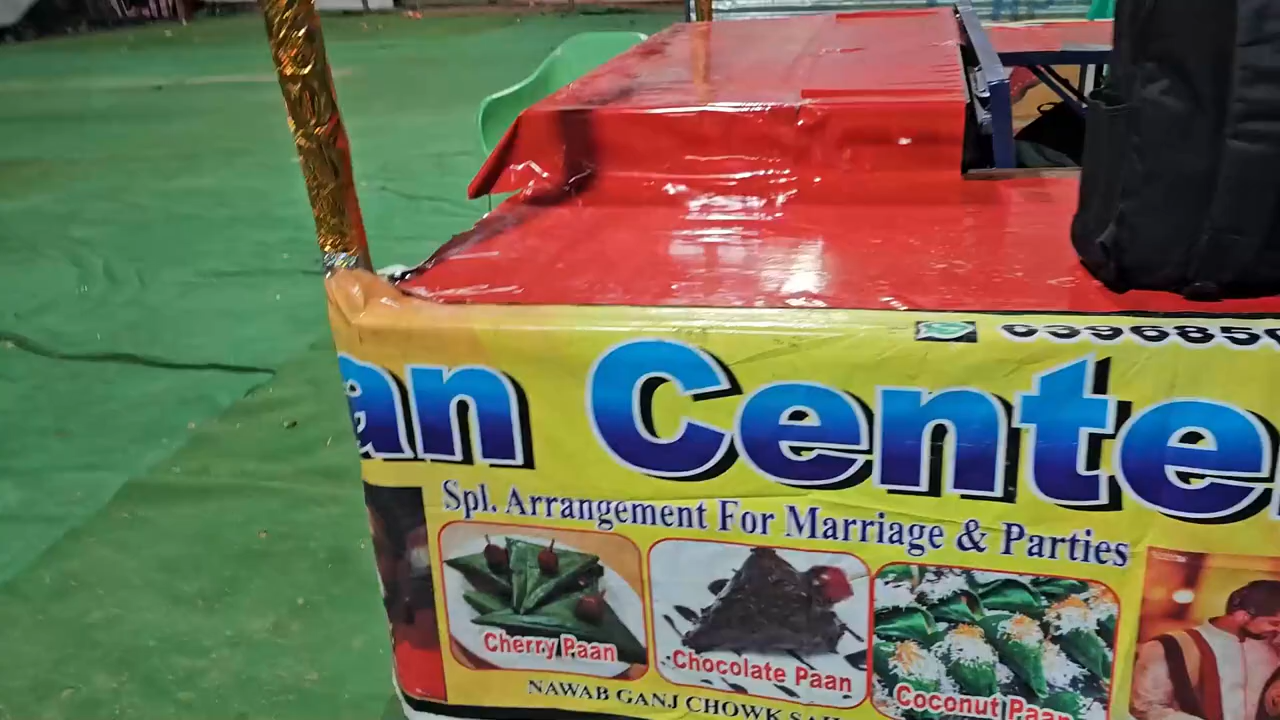 an Cente
Spl. Arrangement For Marriage & Parties
Cherry Paan
Chocolate Paan
Coconut Paan
NAWAB GANJ CHOWK